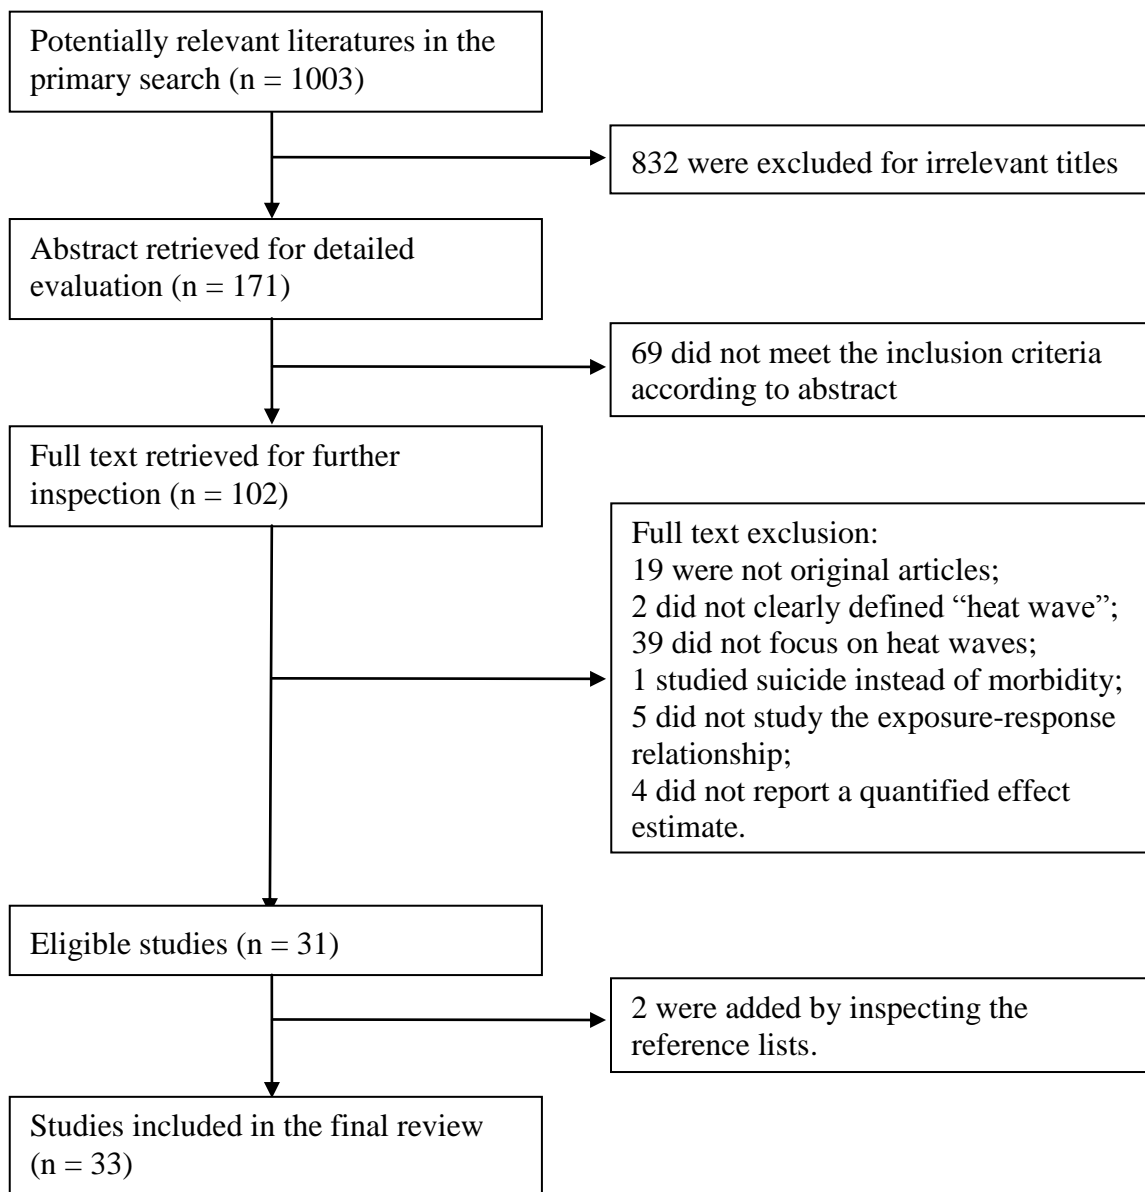 Potentially relevant literatures in the
primary search (n = 1003)
832 were excluded for irrelevant titles
Abstract retrieved for detailed
evaluation (n = 171)
69 did not meet the inclusion criteria
according to abstract
Full text retrieved for further
inspection (n = 102)
Full text exclusion:
19 were not original articles;
2 did not clearly defined “heat wave”;
39 did not focus on heat waves;
1 studied suicide instead of morbidity;
5 did not study the exposure-response
relationship;
4 did not report a quantified effect
estimate.
Eligible studies (n = 31)
2 were added by inspecting the
reference lists.
Studies included in the final review
(n = 33)